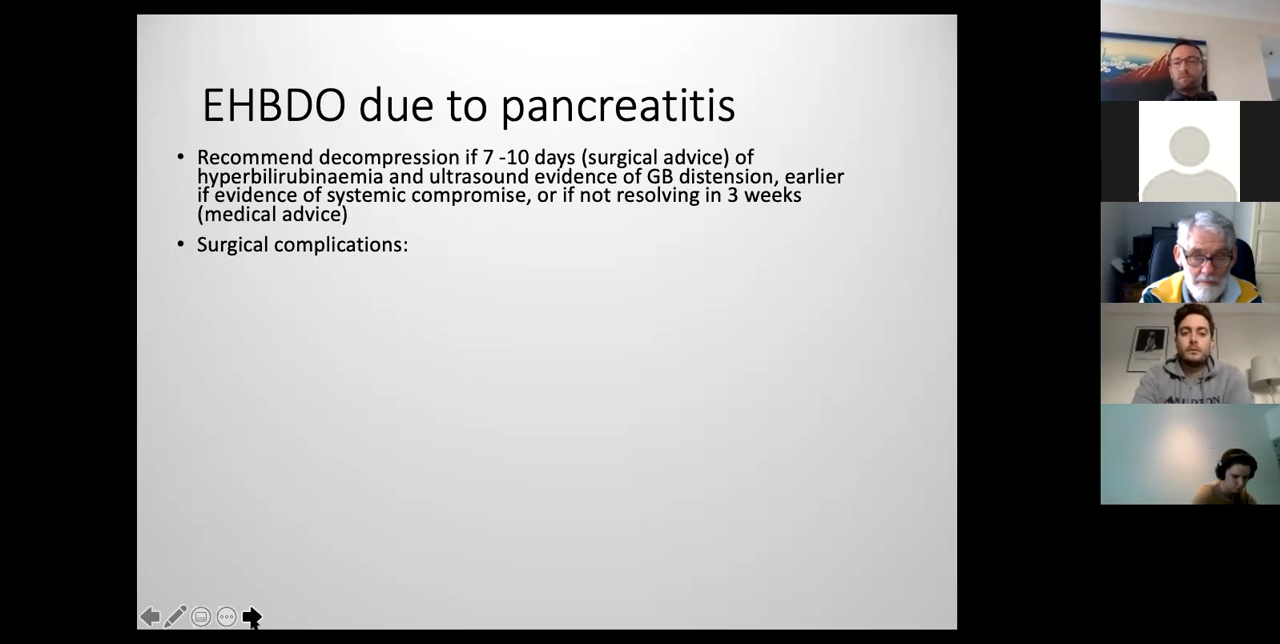 EHBDO due to pancreatitis
• Recommend decompression if 7 -10 days (surgical advice) of
hyperbilirubinaemia and ultrasound evidence of GB distension, earlier
if evidence of systemic compromise, or if not resolving in 3 weeks
(medical advice)
• Surgical complications: